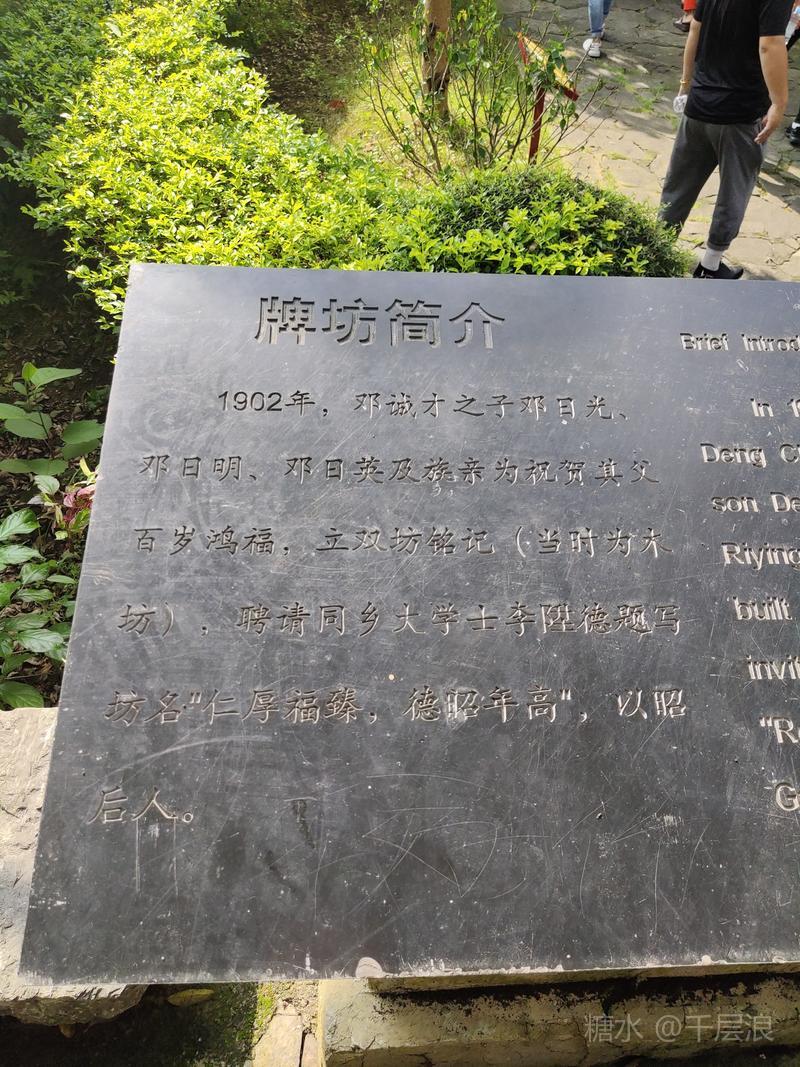 牌坊简介
1902年，邓诚才之子邓日光、
邓日明、邓日英及族亲为祝贺其父
百岁鸿福，立双坊铭记（当时为木
坊），聘请同乡大学士李陞德题写
坊名"仁厚福臻，德昭年高"，以昭
后人。
Brief introd
In 1
Deng C
son De
Riying
built
invit
"Re
G
糖水 @千层浪